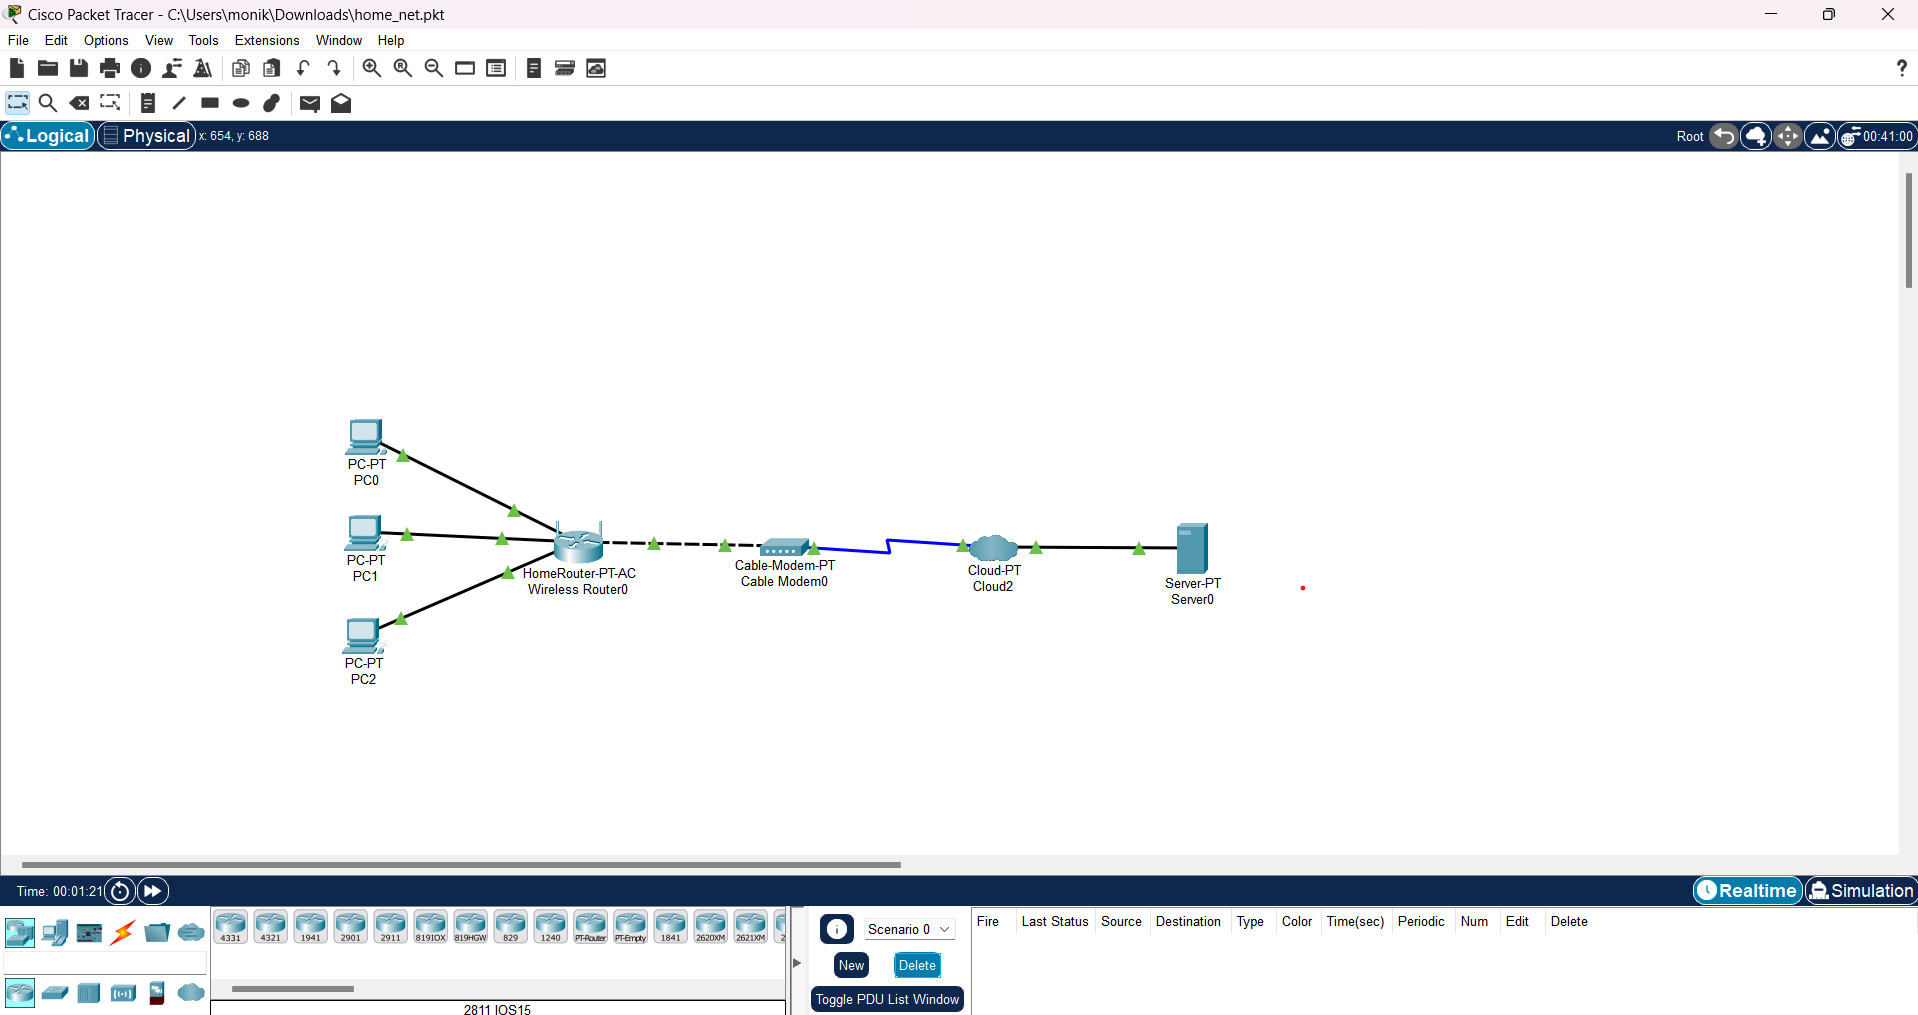 Cisco Packet Tracer - C:\Users\monik\Downloads\home_net.pkt
File Edit Options View Tools Extensions Window Help
Logical Physical x: 654, y: 688 Root 00:41:00
PC-PT
PC0
PC-PT
PC1
PC-PT
PC2
HomeRouter-PT-AC
Wireless Router0
Cable-Modem-PT
Cable Modem0
Cloud-PT
Cloud2
Server-PT
Server0
Time: 00:01:21 Realtime Simulation
4331 4321 1941 2901 2911 819IOX 819HGW 829 1240 PT-Router PT-Empty 1841 2620XM 2621XM 2
2811 IOS15
Scenario 0
New Delete
Toggle PDU List Window
Fire Last Status Source Destination Type Color Time(sec) Periodic Num Edit Delete